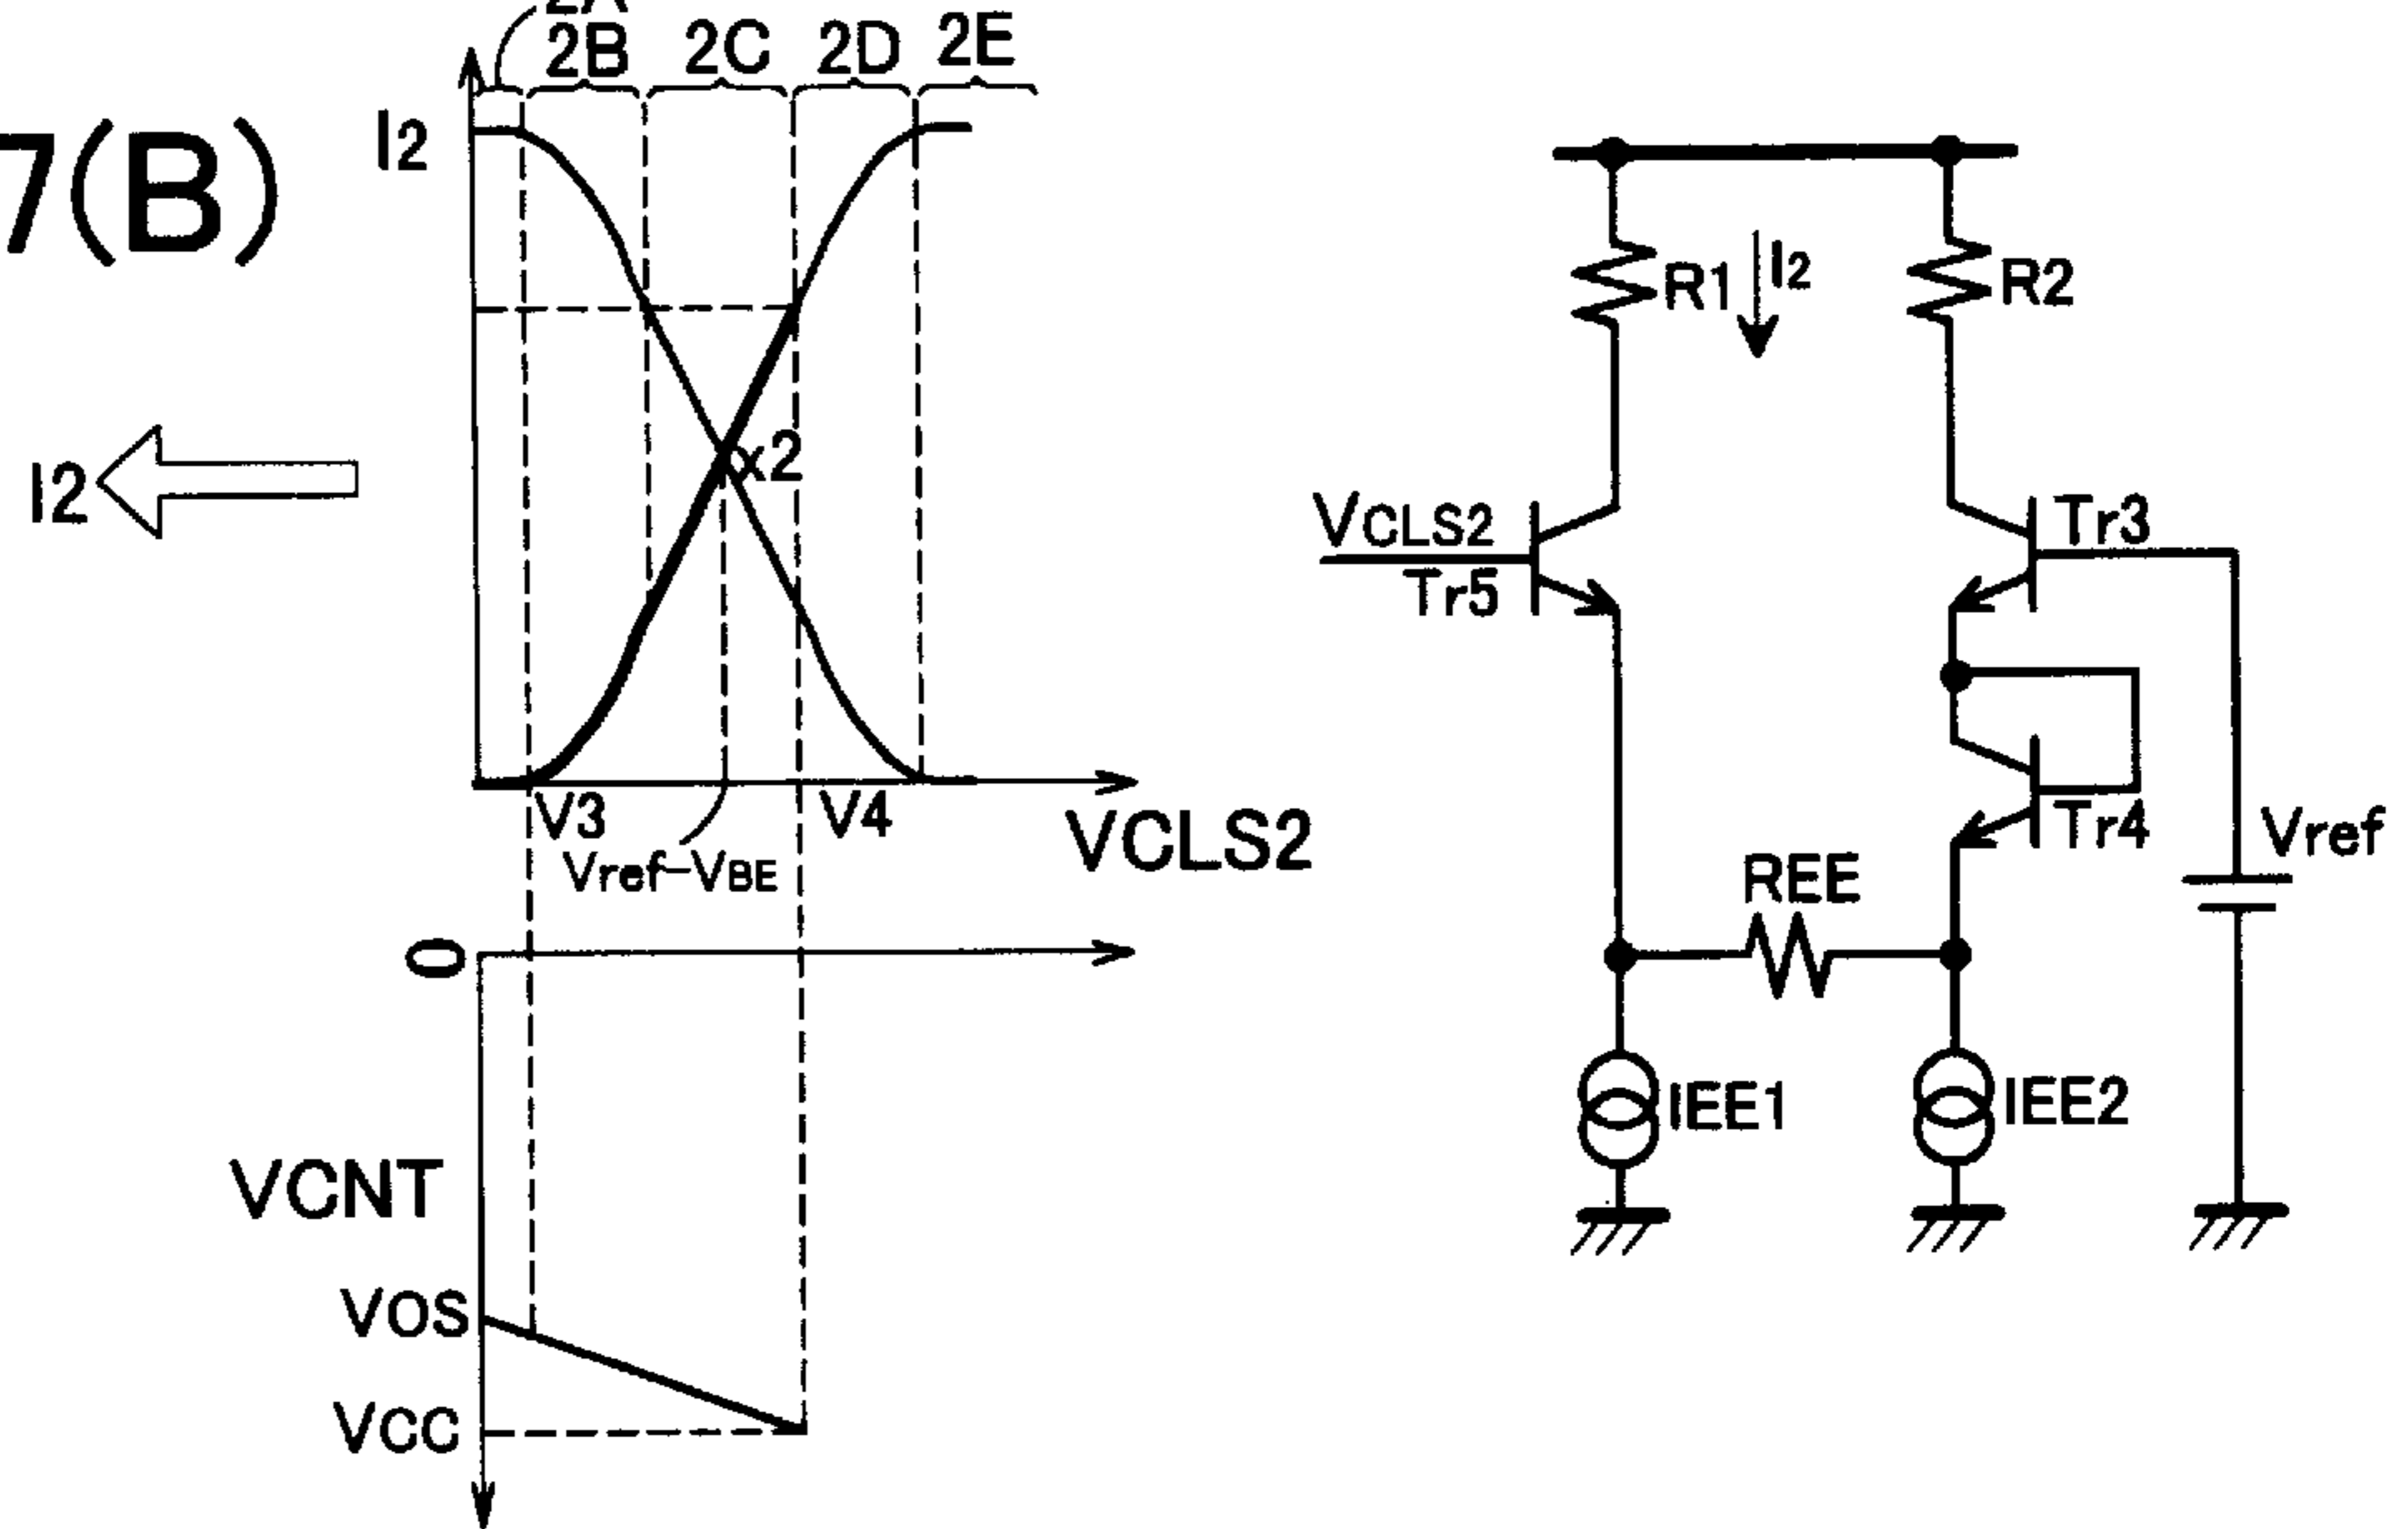 2A
2B 2C 2D 2E
7(B)
I2
R1
I2
R2
x2
I2
VCLS2
Tr5
Tr3
V3
V4
VCLS2
Vref-VBE
Tr4
Vref
REE
0
IEE1
IEE2
VCNT
VOS
VCC